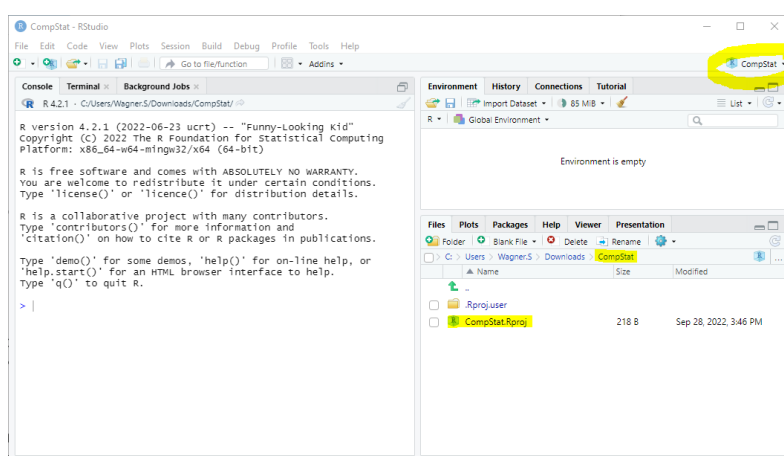 CompStat - RStudio
File Edit Code View Plots Session Build Debug Profile Tools Help
Go to file/function Addins
CompStat
Console Terminal Background Jobs
R 4.2.1 · C:/Users/Wagner.S/Downloads/CompStat/
R version 4.2.1 (2022-06-23 ucrt) -- "Funny-Looking Kid"
Copyright (C) 2022 The R Foundation for Statistical Computing
Platform: x86_64-w64-mingw32/x64 (64-bit)
R is free software and comes with ABSOLUTELY NO WARRANTY.
You are welcome to redistribute it under certain conditions.
Type 'license()' or 'licence()' for distribution details.
R is a collaborative project with many contributors.
Type 'contributors()' for more information and
'citation()' on how to cite R or R packages in publications.
Type 'demo()' for some demos, 'help()' for on-line help, or
'help.start()' for an HTML browser interface to help.
Type 'q()' to quit R.
>
Environment History Connections Tutorial
Import Dataset 85 MiB List
R Global Environment
Environment is empty
Files Plots Packages Help Viewer Presentation
Folder Blank File Delete Rename
C: > Users > Wagner.S > Downloads > CompStat
Name Size Modified
..
.Rproj.user
CompStat.Rproj 218 B Sep 28, 2022, 3:46 PM